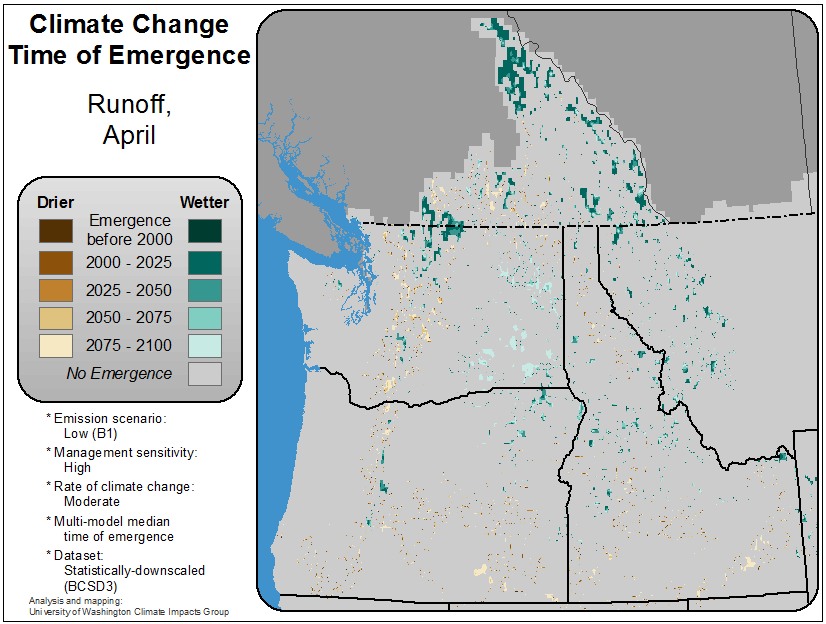 Climate Change
Time of Emergence
Runoff,
April
Drier Wetter
Emergence
before 2000
2000 - 2025
2025 - 2050
2050 - 2075
2075 - 2100
No Emergence
* Emission scenario:
Low (B1)
* Management sensitivity:
High
* Rate of climate change:
Moderate
* Multi-model median
time of emergence
* Dataset:
Statistically-downscaled
(BCSD3)
Analysis and mapping:
University of Washington Climate Impacts Group